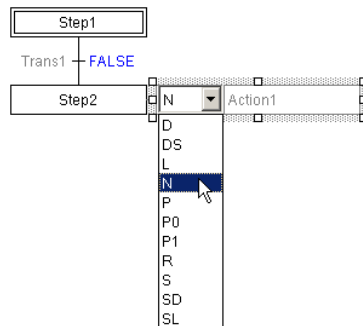 Step1
Trans1 FALSE
Step2 N Action1
D
DS
L
N
P
P0
P1
R
S
SD
SL